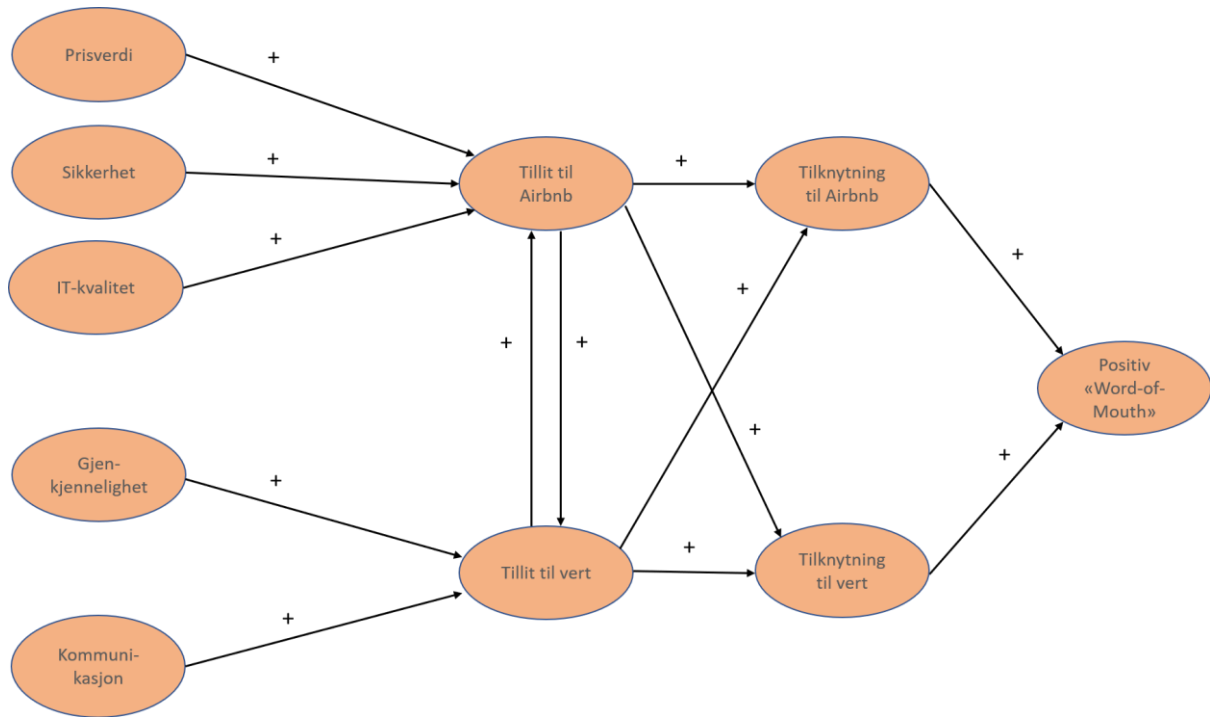 Prisverdi
+
Sikkerhet
+
IT-kvalitet
+
Tillit til
Airbnb
+
Tilknytning
til Airbnb
+
+
+
+
+
Positiv
«Word-of-
Mouth»
+
Gjen-
kjennelighet
+
Tillit til vert
+
Tilknytning
til vert
+
Kommuni-
kasjon
+